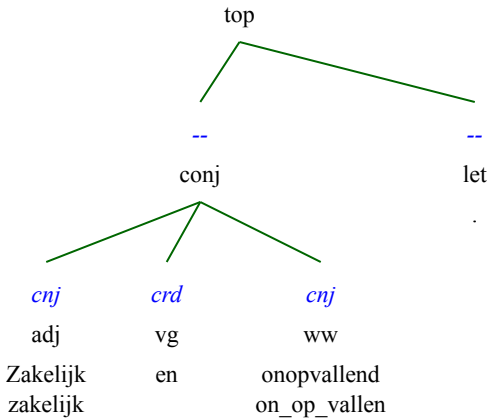 top
-- --
conj let
.
cnj crd cnj
adj vg ww
Zakelijk en onopvallend
zakelijk on_op_vallen